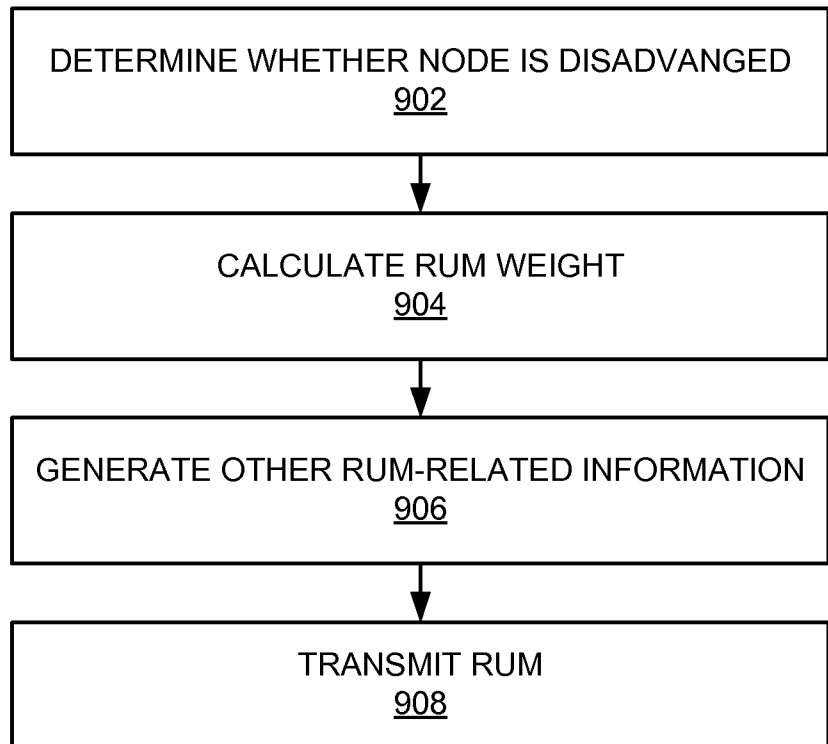 DETERMINE WHETHER NODE IS DISADVANGED
902
CALCULATE RUM WEIGHT
904
GENERATE OTHER RUM-RELATED INFORMATION
906
TRANSMIT RUM
908